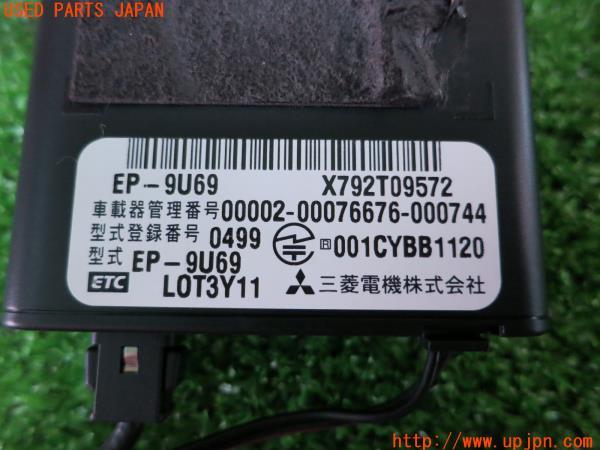 USED PARTS JAPAN
EP-9U69 X792T09572
車載器管理番号00002-00076676-000744
型式登録番号 0499 R 001CYBB1120
型式 EP-9U69
ETC LOT3Y11 三菱電機株式会社
http://www.upjpn.com